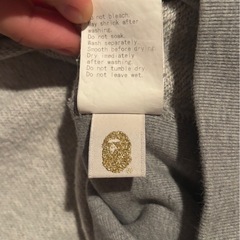 Do not bleach.
May shrink after
washing.
Do not soak.
Wash separately.
Smooth before drying
Dry immediately
after washing
Do not tumble dry
Do not leave wet.